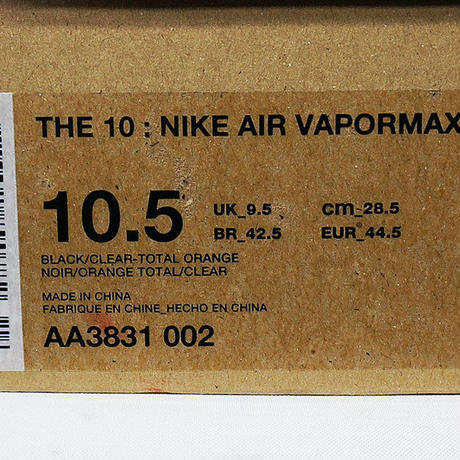 THE 10 : NIKE AIR VAPORMAX
10.5
UK_9.5 cm_28.5
BR_42.5 EUR_44.5
BLACK/CLEAR-TOTAL ORANGE
NOIR/ORANGE TOTAL/CLEAR
MADE IN CHINA
FABRIQUE EN CHINE_HECHO EN CHINA
AA3831 002